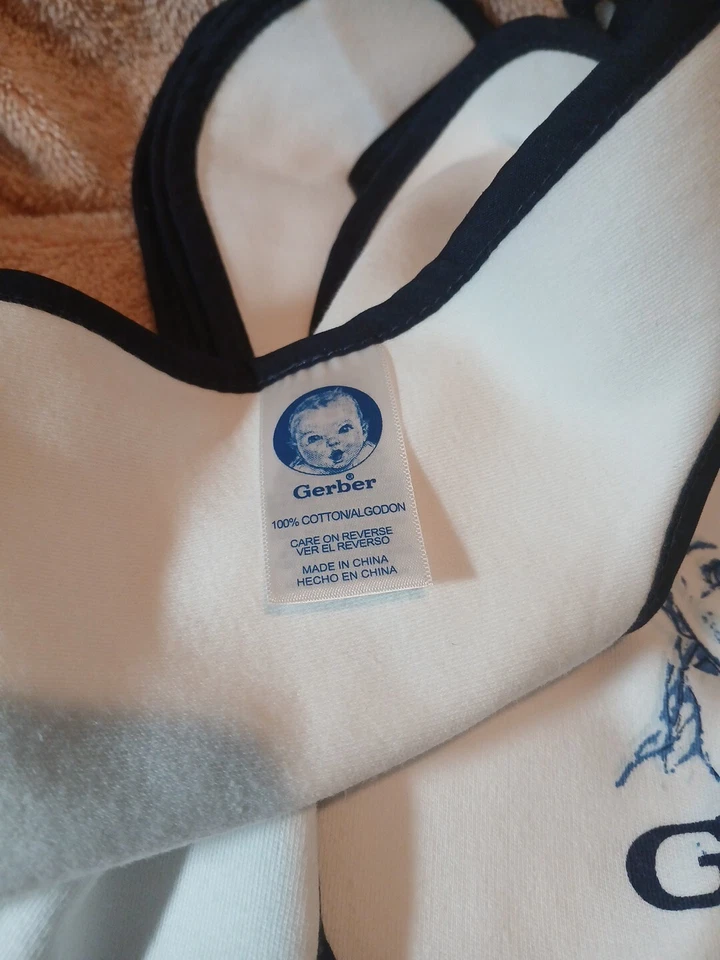 Gerber®
100% COTTON/ALGODON
CARE ON REVERSE
VER EL REVERSO
MADE IN CHINA
HECHO EN CHINA
G